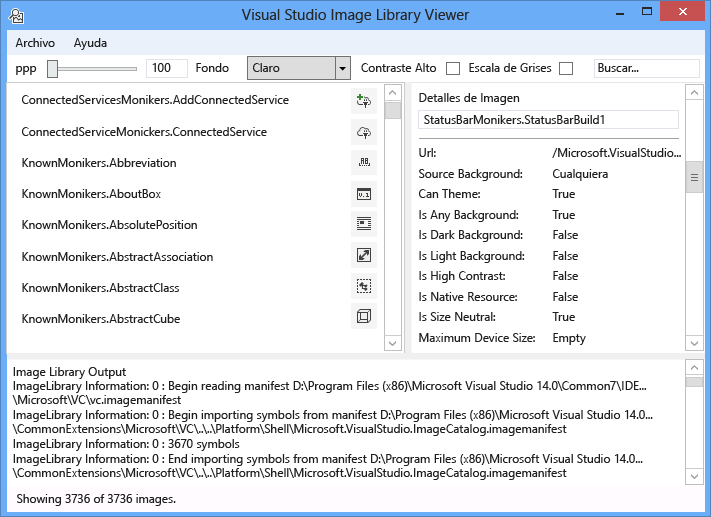 Visual Studio Image Library Viewer
Archivo Ayuda
ppp 100 Fondo Claro Contraste Alto Escala de Grises Buscar...
ConnectedServicesMonikers.AddConnectedService
ConnectedServiceMonickers.ConnectedService
KnownMonikers.Abbreviation
KnownMonikers.AboutBox
KnownMonikers.AbsolutePosition
KnownMonikers.AbstractAssociation
KnownMonikers.AbstractClass
KnownMonikers.AbstractCube
Detalles de Imagen
StatusBarMonikers.StatusBarBuild1
Url: /Microsoft.VisualStudio...
Source Background: Cualquiera
Can Theme: True
Is Any Background: True
Is Dark Background: False
Is Light Background: False
Is High Contrast: False
Is Native Resource: False
Is Size Neutral: True
Maximum Device Size: Empty
Image Library Output
ImageLibrary Information: 0 : Begin reading manifest D:\Program Files (x86)\Microsoft Visual Studio 14.0\Common7\IDE...
\Microsoft\VC\vc.imagemanifest
ImageLibrary Information: 0 : Begin importing symbols from manifest D:\Program Files (x86)\Microsoft Visual Studio 14.0...
\CommonExtensions\Microsoft\VC\..\..\Platform\Shell\Microsoft.VisualStudio.ImageCatalog.imagemanifest
ImageLibrary Information: 0 : 3670 symbols
ImageLibrary Information: 0 : End importing symbols from manifest D:\Program Files (x86)\Microsoft Visual Studio 14.0...
\CommonExtensions\Microsoft\VC\..\..\Platform\Shell\Microsoft.VisualStudio.ImageCatalog.imagemanifest
Showing 3736 of 3736 images.